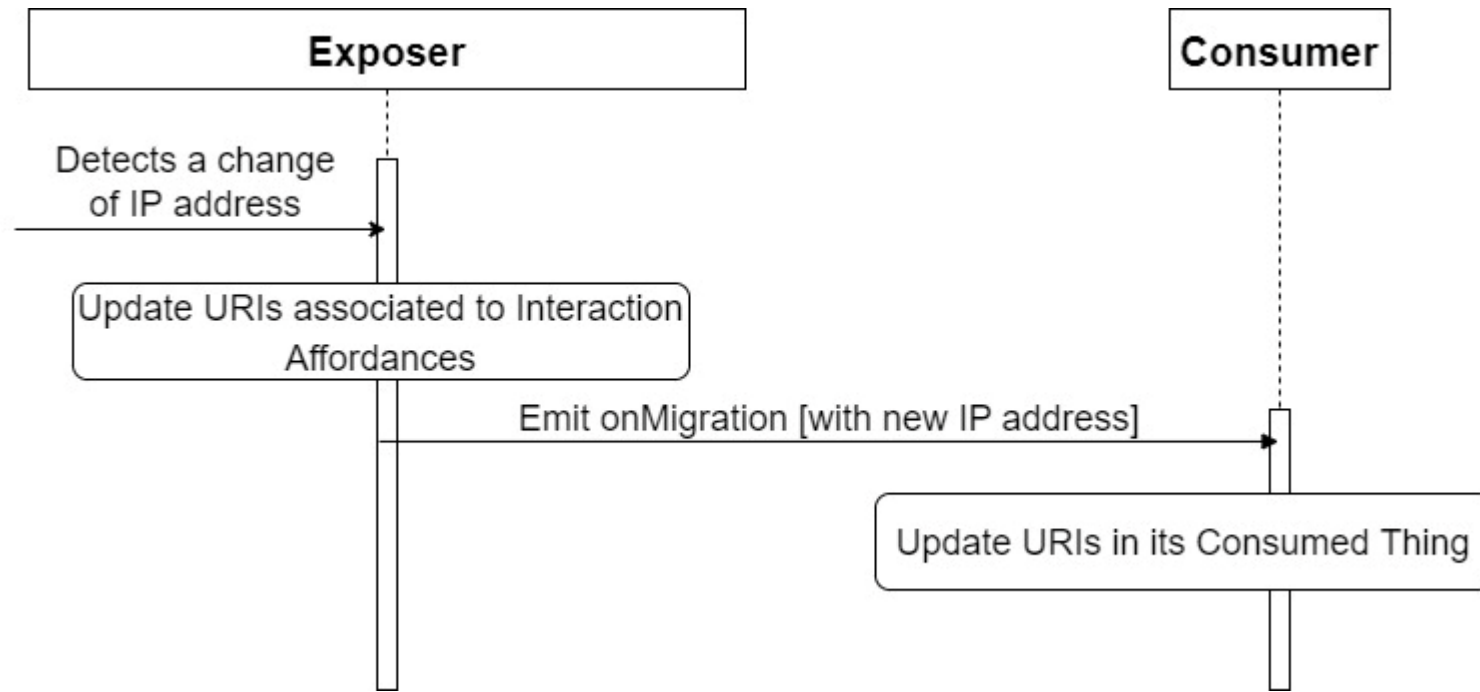 Exposer
Consumer
Detects a change
of IP address
Update URIs associated to Interaction
Affordances
Emit onMigration [with new IP address]
Update URIs in its Consumed Thing